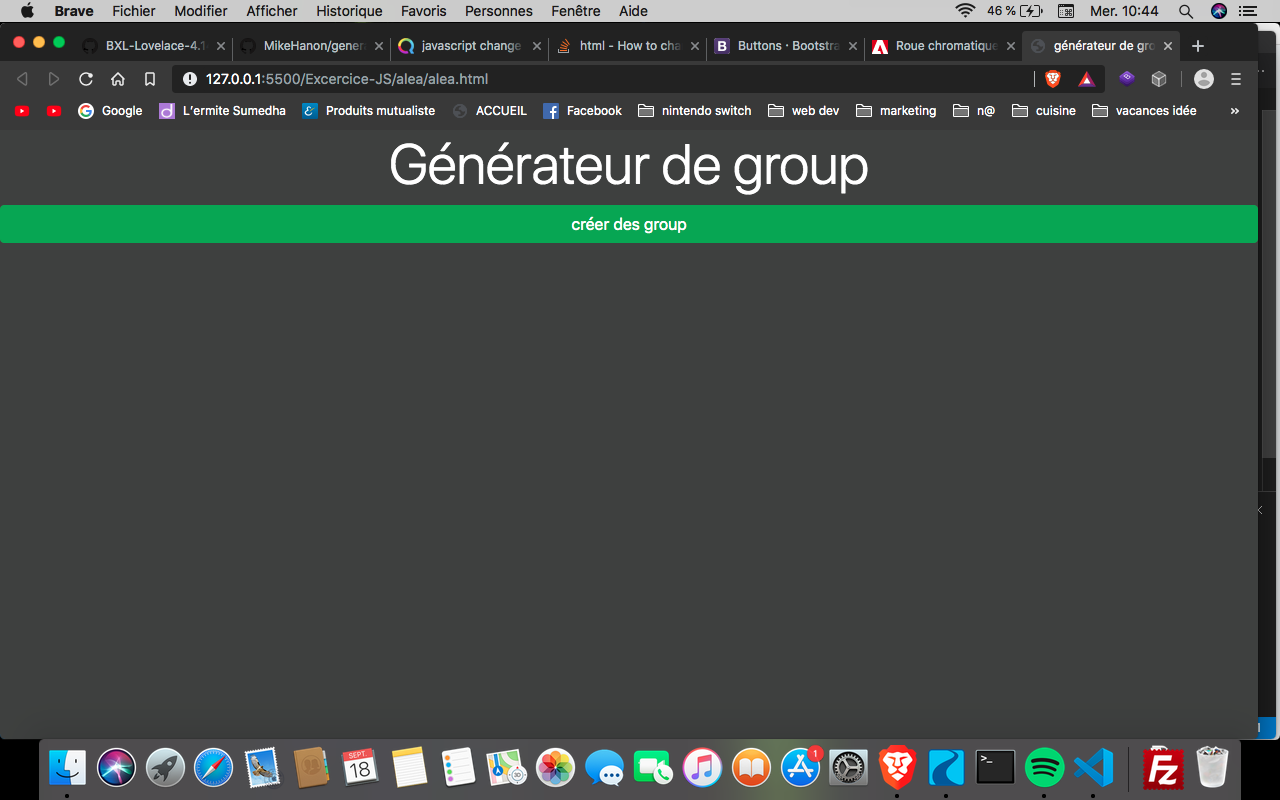 Brave Fichier Modifier Afficher Historique Favoris Personnes Fenêtre Aide 46 % Mer. 10:44
BXL-Lovelace-4.1 MikeHanon/gener javascript change html - How to cha B Buttons · Bootstra Roue chromatique générateur de gro
127.0.0.1:5500/Excercice-JS/alea/alea.html
Google L'ermite Sumedha Produits mutualiste ACCUEIL Facebook nintendo switch web dev marketing n@ cuisine vacances idée »
Générateur de group
créer des group
SEPT.
18
3D
1
>_
Fz